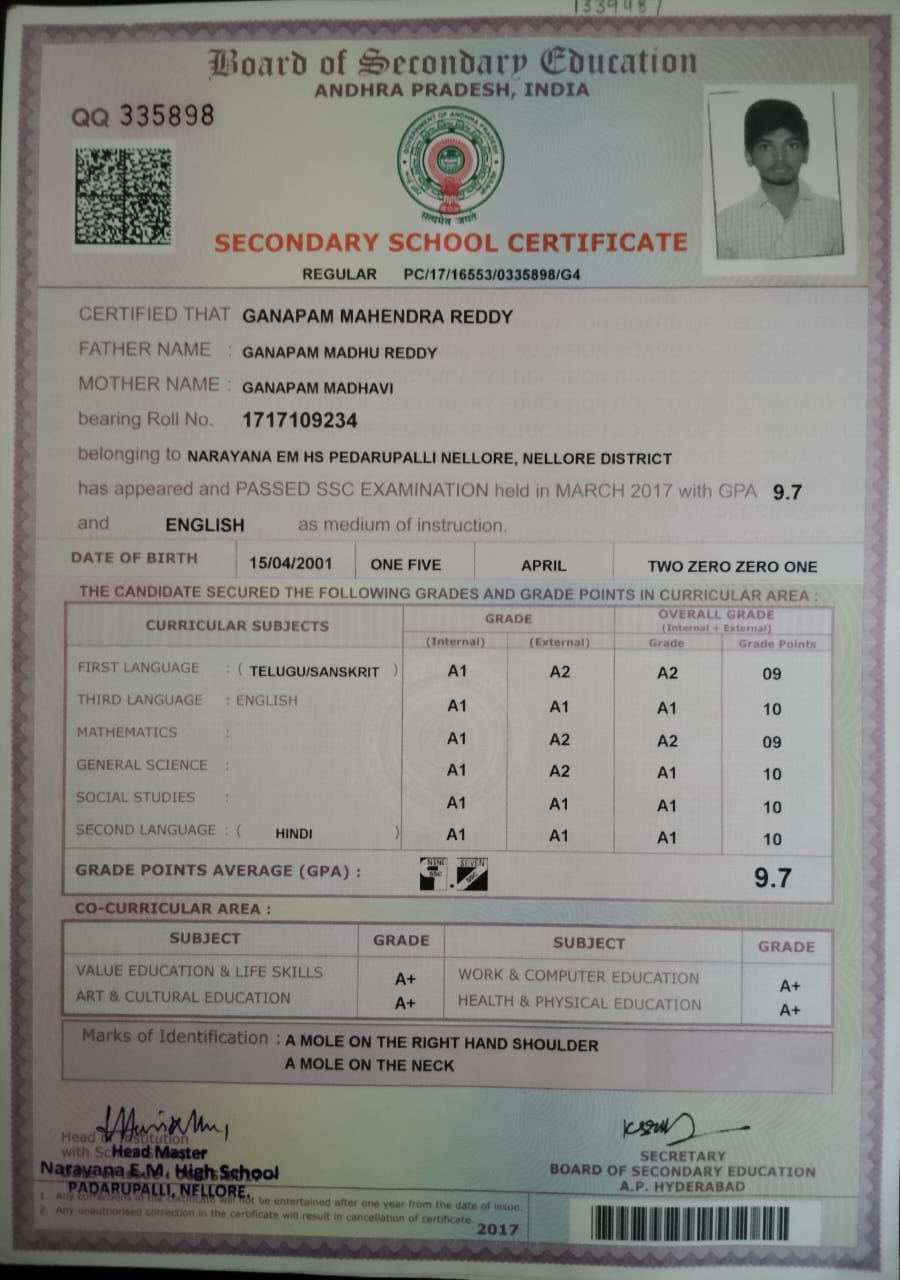 1339487
Board of Secondary Education
ANDHRA PRADESH, INDIA
QQ 335898
GOVERNMENT OF ANDHRA PRADESH
सत्यमेव जयते
SECONDARY SCHOOL CERTIFICATE
REGULAR PC/17/16553/0335898/G4
CERTIFIED THAT GANAPAM MAHENDRA REDDY
FATHER NAME : GANAPAM MADHU REDDY
MOTHER NAME : GANAPAM MADHAVI
bearing Roll No. 1717109234
belonging to NARAYANA EM HS PEDARUPALLI NELLORE, NELLORE DISTRICT
has appeared and PASSED SSC EXAMINATION held in MARCH 2017 with GPA 9.7
and ENGLISH as medium of instruction.
DATE OF BIRTH 15/04/2001 ONE FIVE APRIL TWO ZERO ZERO ONE
THE CANDIDATE SECURED THE FOLLOWING GRADES AND GRADE POINTS IN CURRICULAR AREA :
CURRICULAR SUBJECTS GRADE OVERALL GRADE
(Internal + External)
(Internal) (External) Grade Grade Points
FIRST LANGUAGE : ( TELUGU/SANSKRIT ) A1 A2 A2 09
THIRD LANGUAGE : ENGLISH A1 A1 A1 10
MATHEMATICS : A1 A2 A2 09
GENERAL SCIENCE : A1 A2 A1 10
SOCIAL STUDIES : A1 A1 A1 10
SECOND LANGUAGE : ( HINDI ) A1 A1 A1 10
GRADE POINTS AVERAGE (GPA) : NINE SSC . SEVEN SSC 9.7
CO-CURRICULAR AREA :
SUBJECT GRADE SUBJECT GRADE
VALUE EDUCATION & LIFE SKILLS A+ WORK & COMPUTER EDUCATION A+
ART & CULTURAL EDUCATION A+ HEALTH & PHYSICAL EDUCATION A+
Marks of Identification : A MOLE ON THE RIGHT HAND SHOULDER
A MOLE ON THE NECK
Head of Institution
with
Head Master
Narayana E.M. High School
PADARUPALLI, NELLORE.
SECRETARY
BOARD OF SECONDARY EDUCATION
A.P. HYDERABAD
1. Any corrections in the certificate will not be entertained after one year from the date of issue.
2. Any unauthorised correction in the certificate will result in cancellation of certificate.
2017